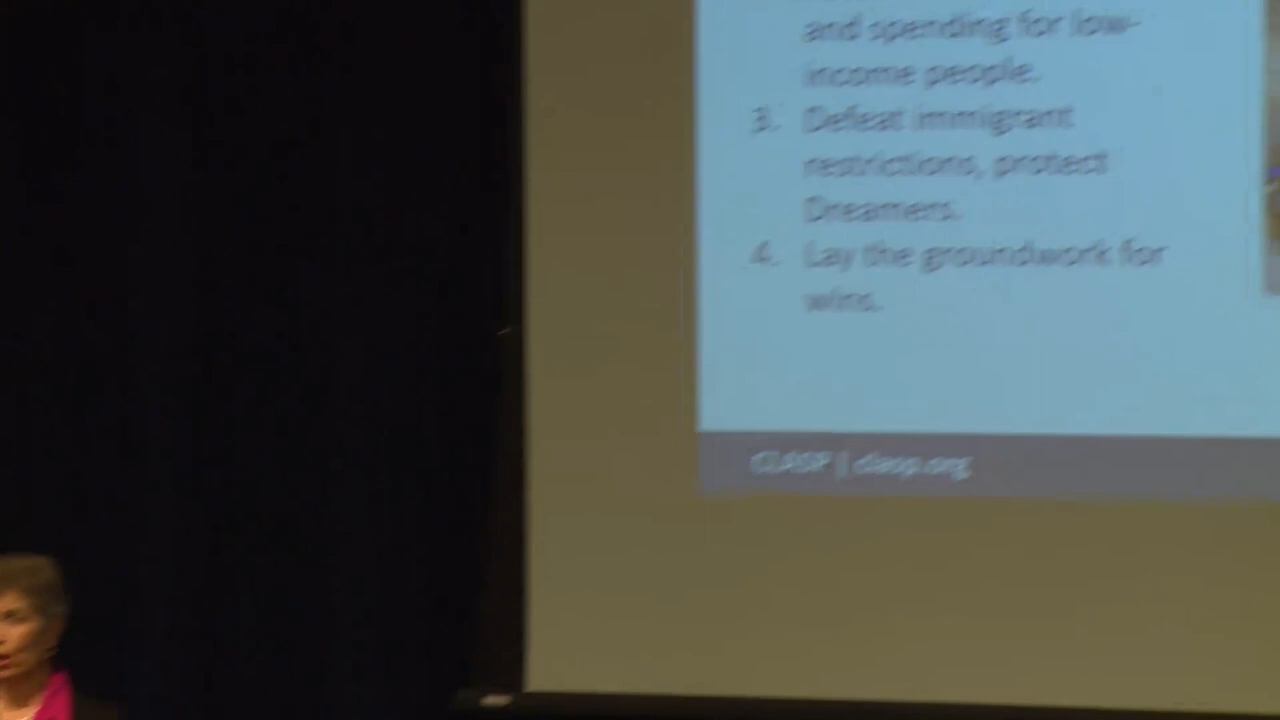 and spending for low-
income people.
3. Defeat immigrant
restrictions, protect
Dreamers.
4. Lay the groundwork for
wins.
CLASP | clasp.org